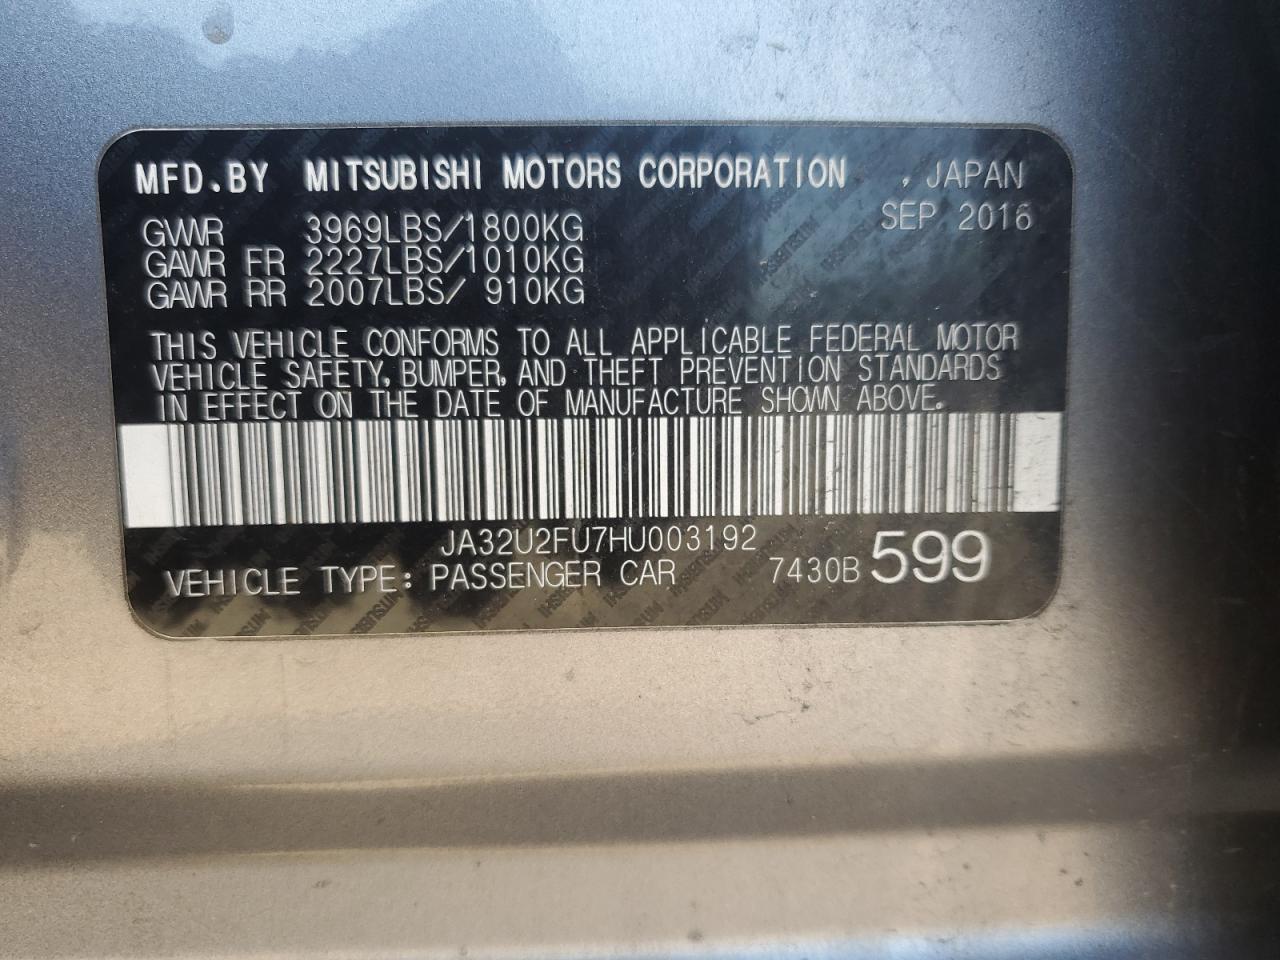 MFD.BY MITSUBISHI MOTORS CORPORATION , JAPAN
SEP 2016
GVWR 3969LBS/1800KG
GAWR FR 2227LBS/1010KG
GAWR RR 2007LBS/ 910KG
THIS VEHICLE CONFORMS TO ALL APPLICABLE FEDERAL MOTOR
VEHICLE SAFETY, BUMPER, AND THEFT PREVENTION STANDARDS
IN EFFECT ON THE DATE OF MANUFACTURE SHOWN ABOVE.
JA32U2FU7HU003192
VEHICLE TYPE: PASSENGER CAR 7430B 599